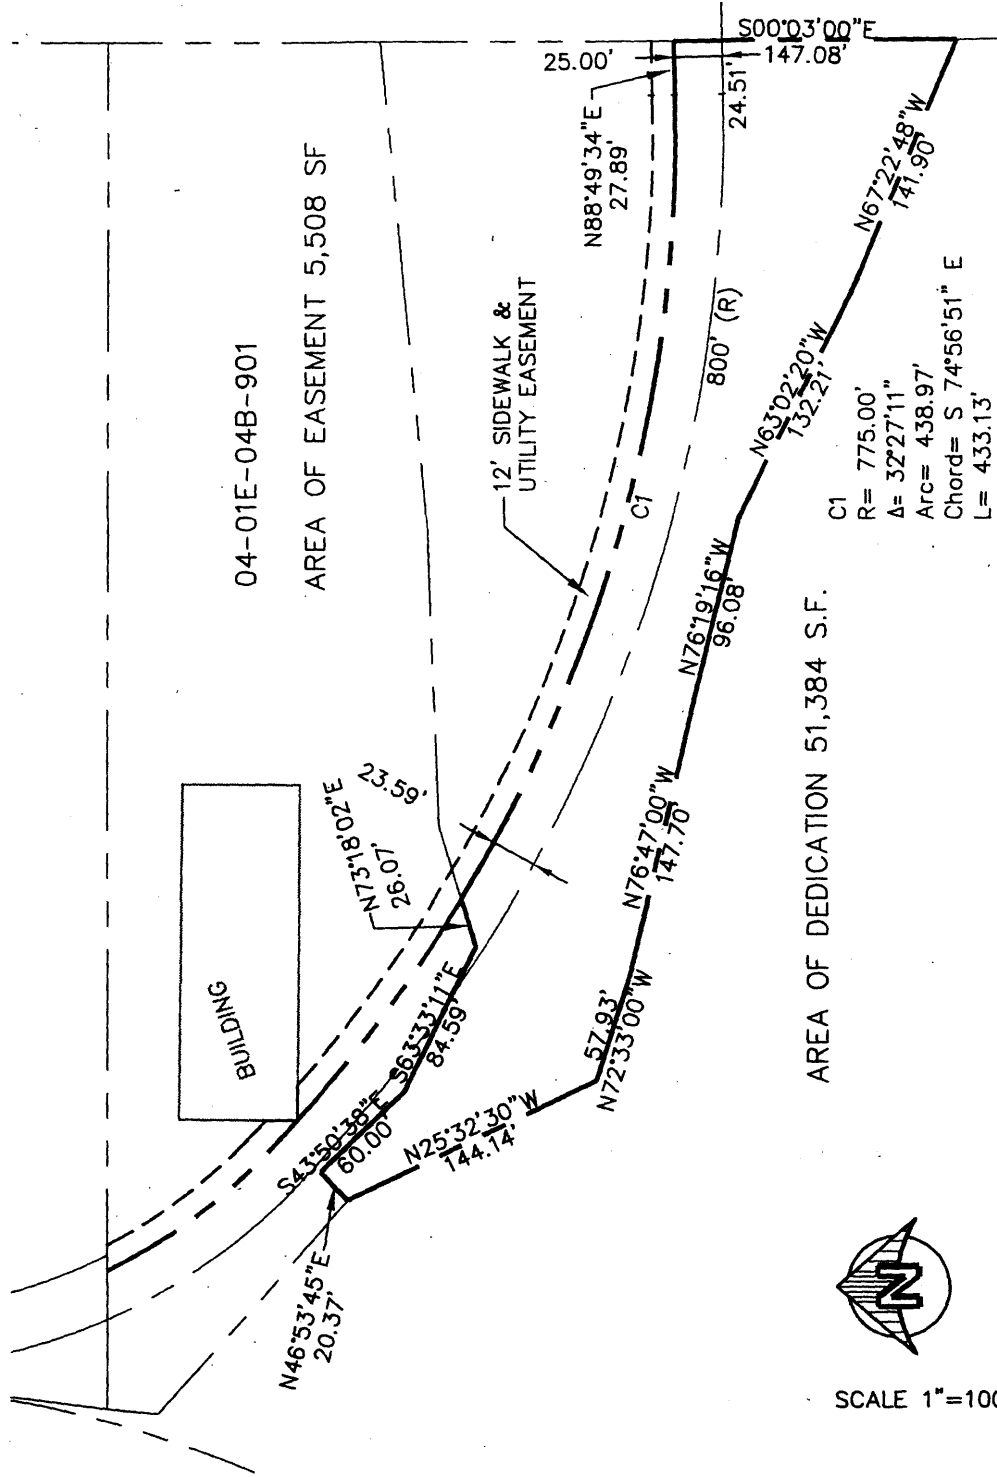 S00°03'00"E
147.08'
25.00'
24.51'
N88°49'34"E
27.89'
N67°22'48"W
141.90'
04-01E-04B-901
AREA OF EASEMENT 5,508 SF
12' SIDEWALK &
UTILITY EASEMENT
800' (R)
C1
N63°02'20"W
132.21'
C1
R= 775.00'
Δ= 32°27'11"
Arc= 438.97'
Chord= S 74°56'51" E
L= 433.13'
N76°19'16"W
96.08'
23.59'
N73°18'02"E
26.07'
N76°47'00"W
147.70'
AREA OF DEDICATION 51,384 S.F.
BUILDING
S63°33'11"E
84.59'
57.93'
N72°33'00"W
S43°50'38"E
60.00'
N25°32'30"W
144.14'
N46°53'45"E
20.37'
N
SCALE 1"=100